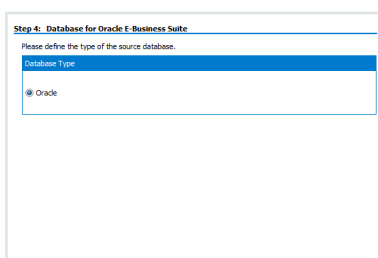 Step 4: Database for Oracle E-Business Suite
Please define the type of the source database.
Database Type
Oracle